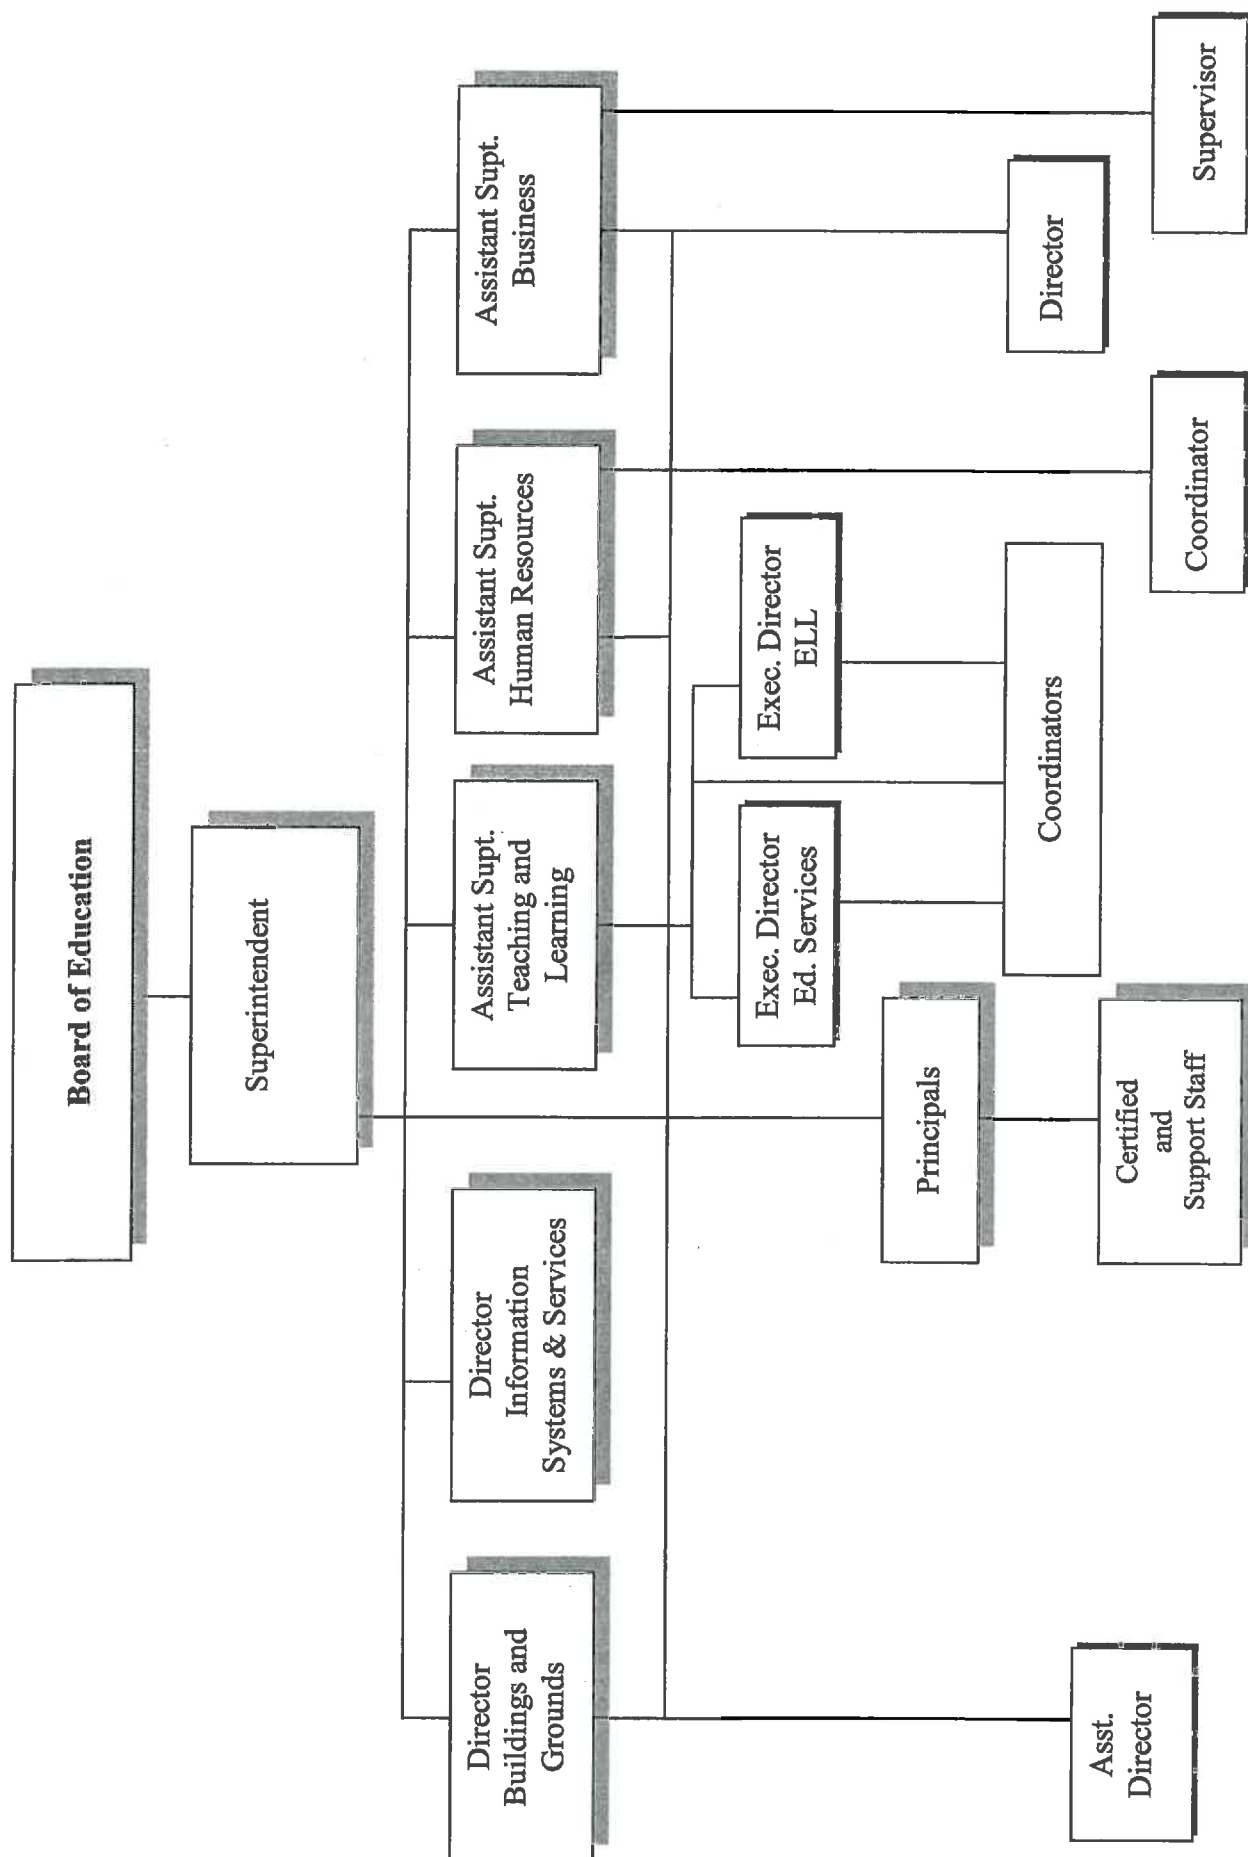 Board of Education
Superintendent
Director
Buildings and
Grounds
Director
Information
Systems & Services
Assistant Supt.
Teaching and
Learning
Assistant Supt.
Human Resources
Assistant Supt.
Business
Exec. Director
Ed. Services
Exec. Director
ELL
Principals
Coordinators
Director
Asst.
Director
Certified
and
Support Staff
Coordinator
Supervisor